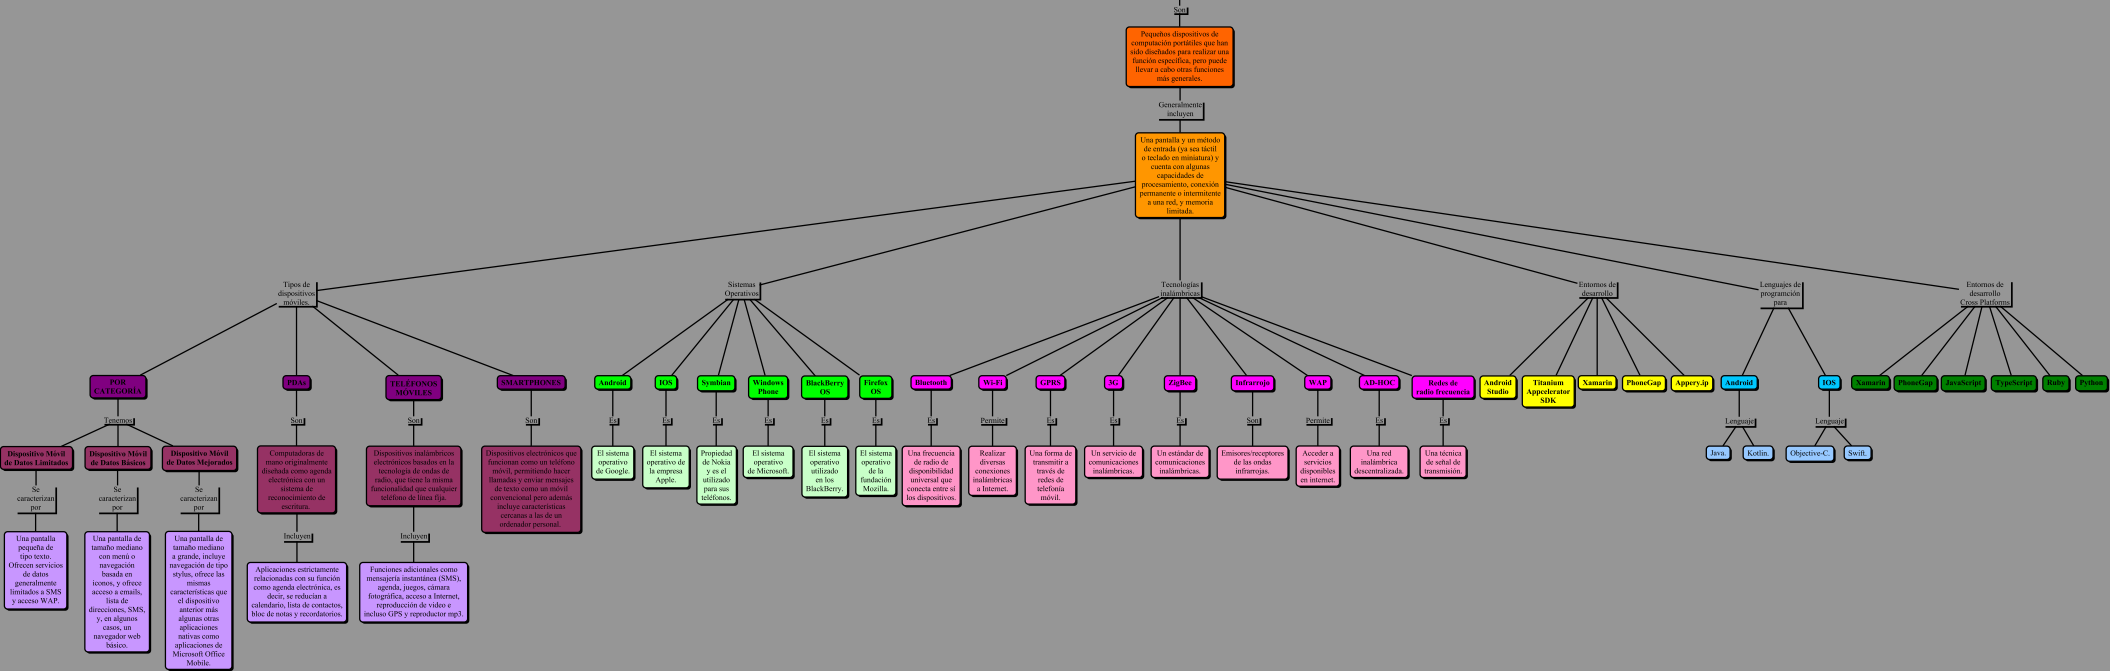 Son
Pequeños dispositivos de
computación portátiles que han
sido diseñados para realizar una
función específica, pero puede
llevar a cabo otras funciones
más generales.
Generalmente
incluyen
Una pantalla y un método
de entrada (ya sea táctil
o teclado en miniatura) y
cuenta con algunas
capacidades de
procesamiento, conexión
permanente o intermitente
a una red, y memoria
limitada.
Tipos de
dispositivos
móviles.
POR
CATEGORÍA
Tenemos
Dispositivo Móvil
de Datos Limitados
Se
caracterizan
por
Una pantalla
pequeña de
tipo texto.
Ofrecen servicios
de datos
generalmente
limitados a SMS
y acceso WAP.
Dispositivo Móvil
de Datos Básicos
Se
caracterizan
por
Una pantalla de
tamaño mediano
con menú o
navegación
basada en
iconos, y ofrece
acceso a emails,
lista de
direcciones, SMS,
y, en algunos
casos, un
navegador web
básico.
Dispositivo Móvil
de Datos Mejorados
Se
caracterizan
por
Una pantalla de
tamaño mediano
a grande, incluye
navegación de tipo
stylus, ofrece las
mismas
características que
el dispositivo
anterior más
algunas otras
aplicaciones
nativas como
aplicaciones de
Microsoft Office
Mobile.
PDAs
Son
Computadoras de
mano originalmente
diseñada como agenda
electrónica con un
sistema de
reconocimiento de
escritura.
Incluyen
Aplicaciones estrictamente
relacionadas con su función
como agenda electrónica, es
decir, se reducían a
calendario, lista de contactos,
bloc de notas y recordatorios.
TELÉFONOS
MÓVILES
Son
Dispositivos inalámbricos
electrónicos basados en la
tecnología de ondas de
radio, que tiene la misma
funcionalidad que cualquier
teléfono de línea fija.
Incluyen
Funciones adicionales como
mensajería instantánea (SMS),
agenda, juegos, cámara
fotográfica, acceso a Internet,
reproducción de video e
incluso GPS y reproductor mp3.
SMARTPHONES
Son
Dispositivos electrónicos que
funcionan como un teléfono
móvil, permitiendo hacer
llamadas y enviar mensajes
de texto como un móvil
convencional pero además
incluye características
cercanas a las de un
ordenador personal.
Sistemas
Operativos
Android
Es
El sistema
operativo
de Google.
IOS
Es
El sistema
operativo de
la empresa
Apple.
Symbian
Es
Propiedad
de Nokia
y es el
utilizado
para sus
teléfonos.
Windows
Phone
Es
El sistema
operativo
de Microsoft.
BlackBerry
OS
Es
El sistema
operativo
utilizado
en los
BlackBerry.
Firefox
OS
Es
El sistema
operativo
de la
fundación
Mozilla.
Tecnologías
inalámbricas
Bluetooth
Es
Una frecuencia
de radio de
disponibilidad
universal que
conecta entre sí
los dispositivos.
Wi-Fi
Permite
Realizar
diversas
conexiones
inalámbricas
a Internet.
GPRS
Es
Una forma de
transmitir a
través de
redes de
telefonía
móvil.
3G
Es
Un servicio de
comunicaciones
inalámbricas.
ZigBee
Es
Un estándar de
comunicaciones
inalámbricas.
Infrarrojo
Son
Emisores/receptores
de las ondas
infrarrojas.
WAP
Permite
Acceder a
servicios
disponibles
en internet.
AD-HOC
Es
Una red
inalámbrica
descentralizada.
Redes de
radio frecuencia
Es
Una técnica
de señal de
transmisión.
Entornos de
desarrollo
Android
Studio
Titanium
Appcelerator
SDK
Xamarin
PhoneGap
Appery.ip
Lenguajes de
programción
para
Android
Lenguaje
Java.
Kotlin.
IOS
Lenguaje
Objective-C.
Swift.
Entornos de
desarrollo
Cross Platforms
Xamarin
PhoneGap
JavaScript
TypeScript
Ruby
Python